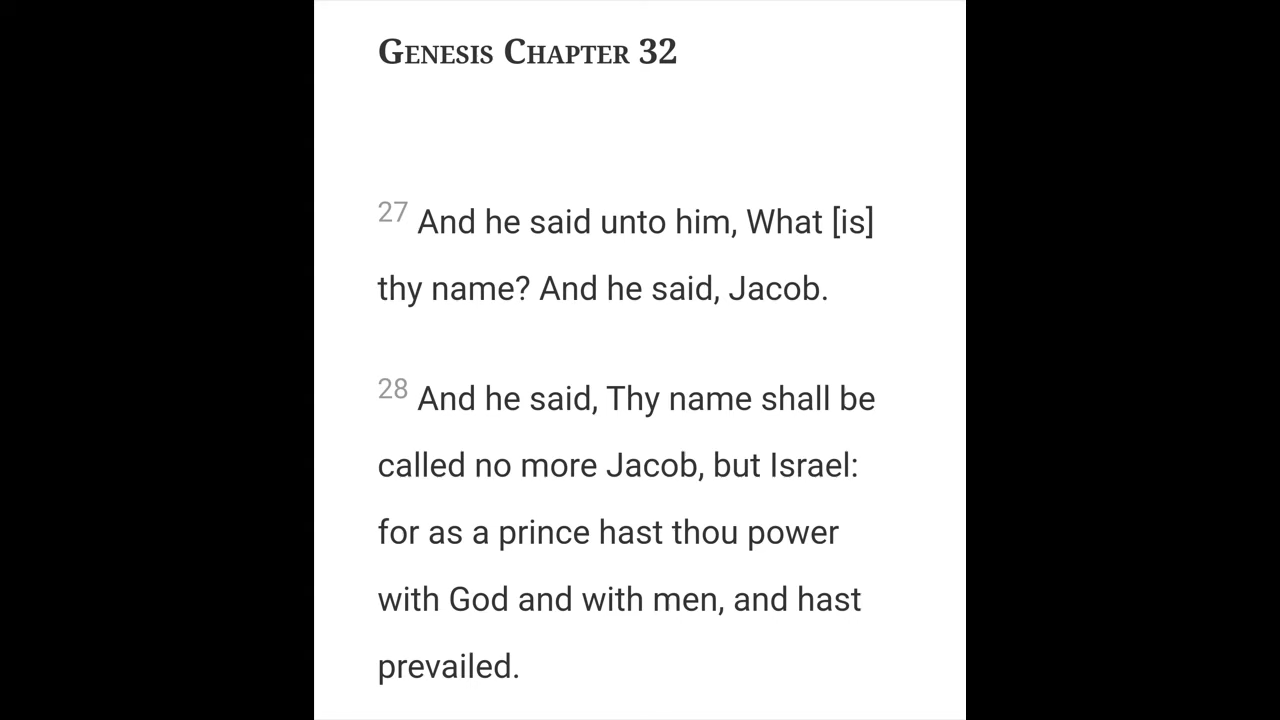 Genesis Chapter 32
27 And he said unto him, What [is]
thy name? And he said, Jacob.
28 And he said, Thy name shall be
called no more Jacob, but Israel:
for as a prince hast thou power
with God and with men, and hast
prevailed.